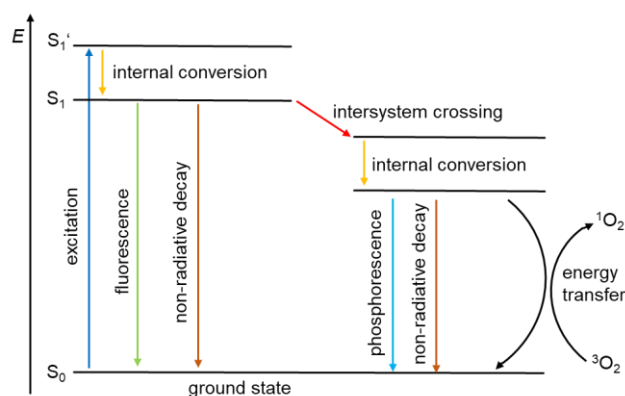 E
S₁‘
internal conversion
S₁
intersystem crossing
internal conversion
excitation
fluorescence
non-radiative decay
phosphorescence
non-radiative decay
¹O₂
energy
transfer
³O₂
S₀
ground state